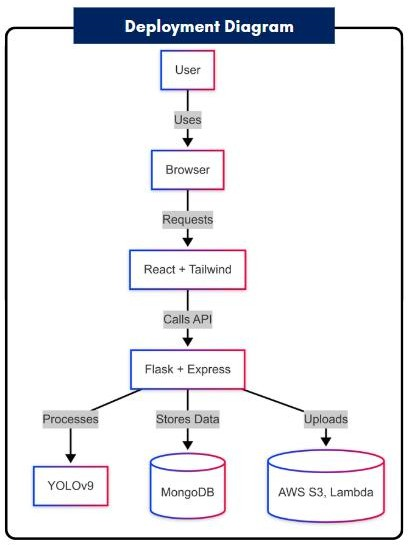 Deployment Diagram
User
Uses
Browser
Requests
React + Tailwind
Calls API
Flask + Express
Processes
Stores Data
Uploads
YOLOv9
MongoDB
AWS S3, Lambda